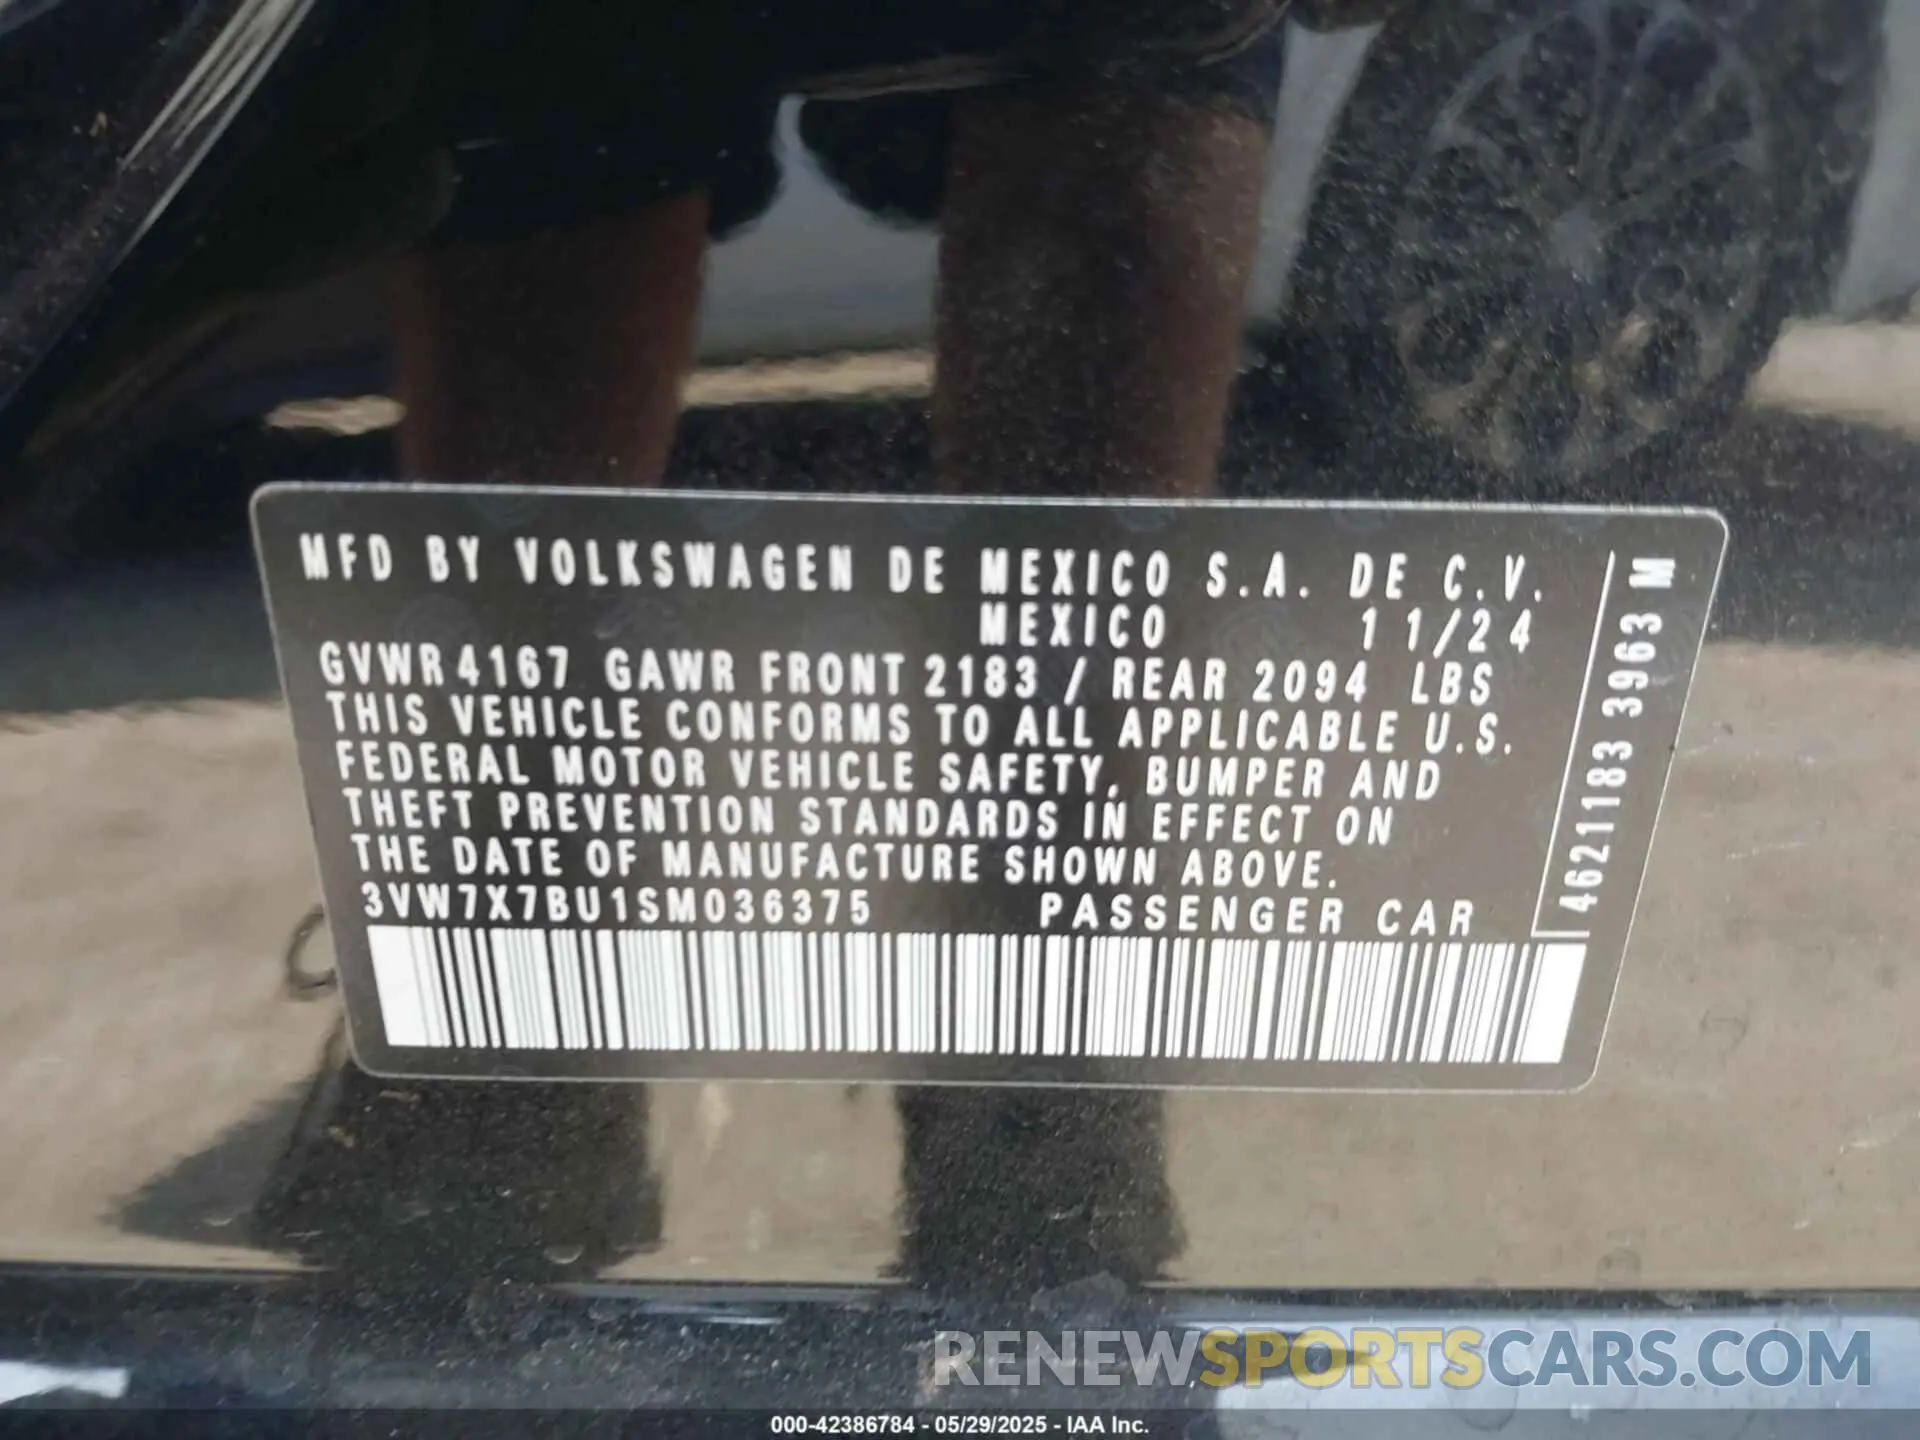 MFD BY VOLKSWAGEN DE MEXICO S.A. DE C.V.
MEXICO 11/24
GVWR 4167 GAWR FRONT 2183 / REAR 2094 LBS
THIS VEHICLE CONFORMS TO ALL APPLICABLE U.S.
FEDERAL MOTOR VEHICLE SAFETY, BUMPER AND
THEFT PREVENTION STANDARDS IN EFFECT ON
THE DATE OF MANUFACTURE SHOWN ABOVE.
3VW7X7BU1SM036375 PASSENGER CAR
4621183 3963 M
RENEWSPORTSCARS.COM
000-42386784 - 05/29/2025 - IAA Inc.